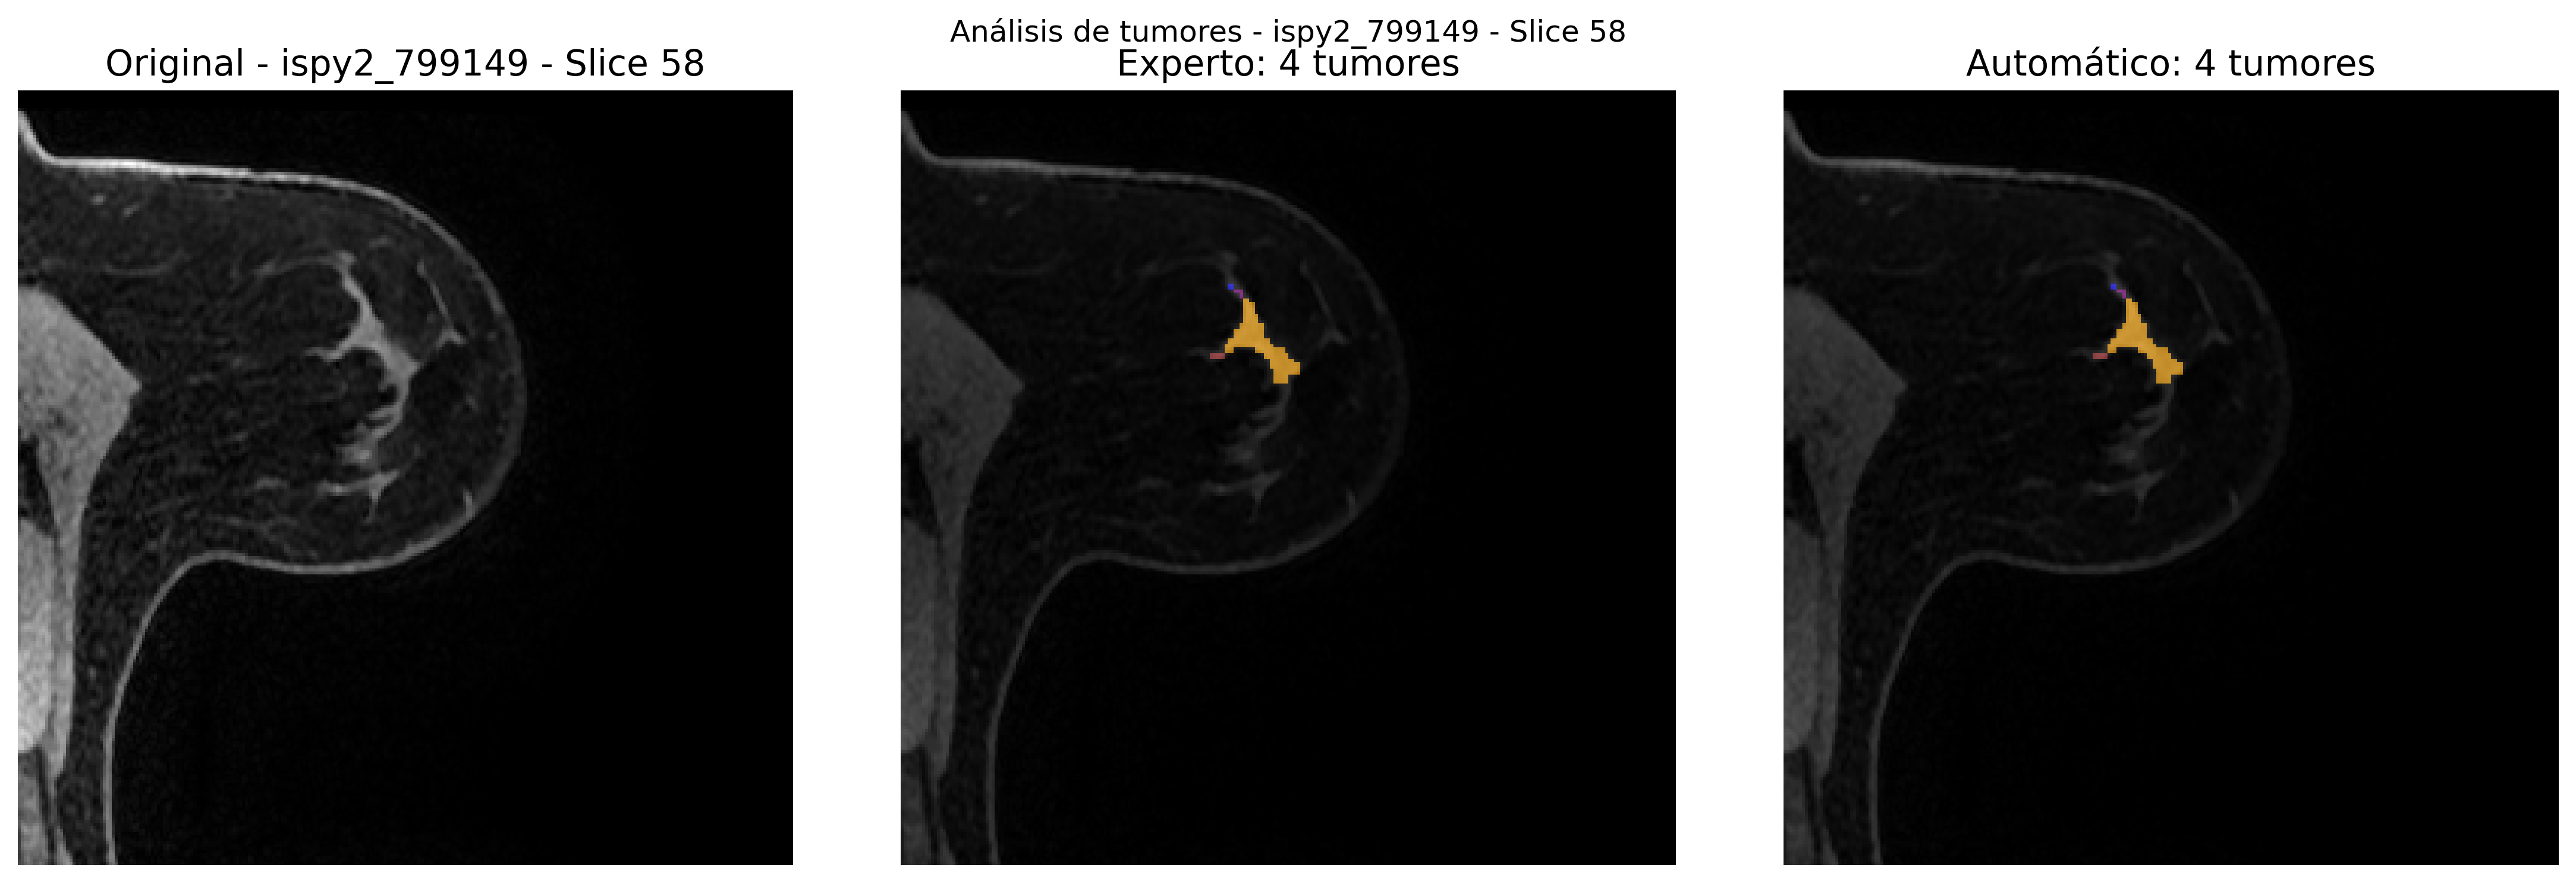 Análisis de tumores - ispy2_799149 - Slice 58
Original - ispy2_799149 - Slice 58
Experto: 4 tumores
Automático: 4 tumores